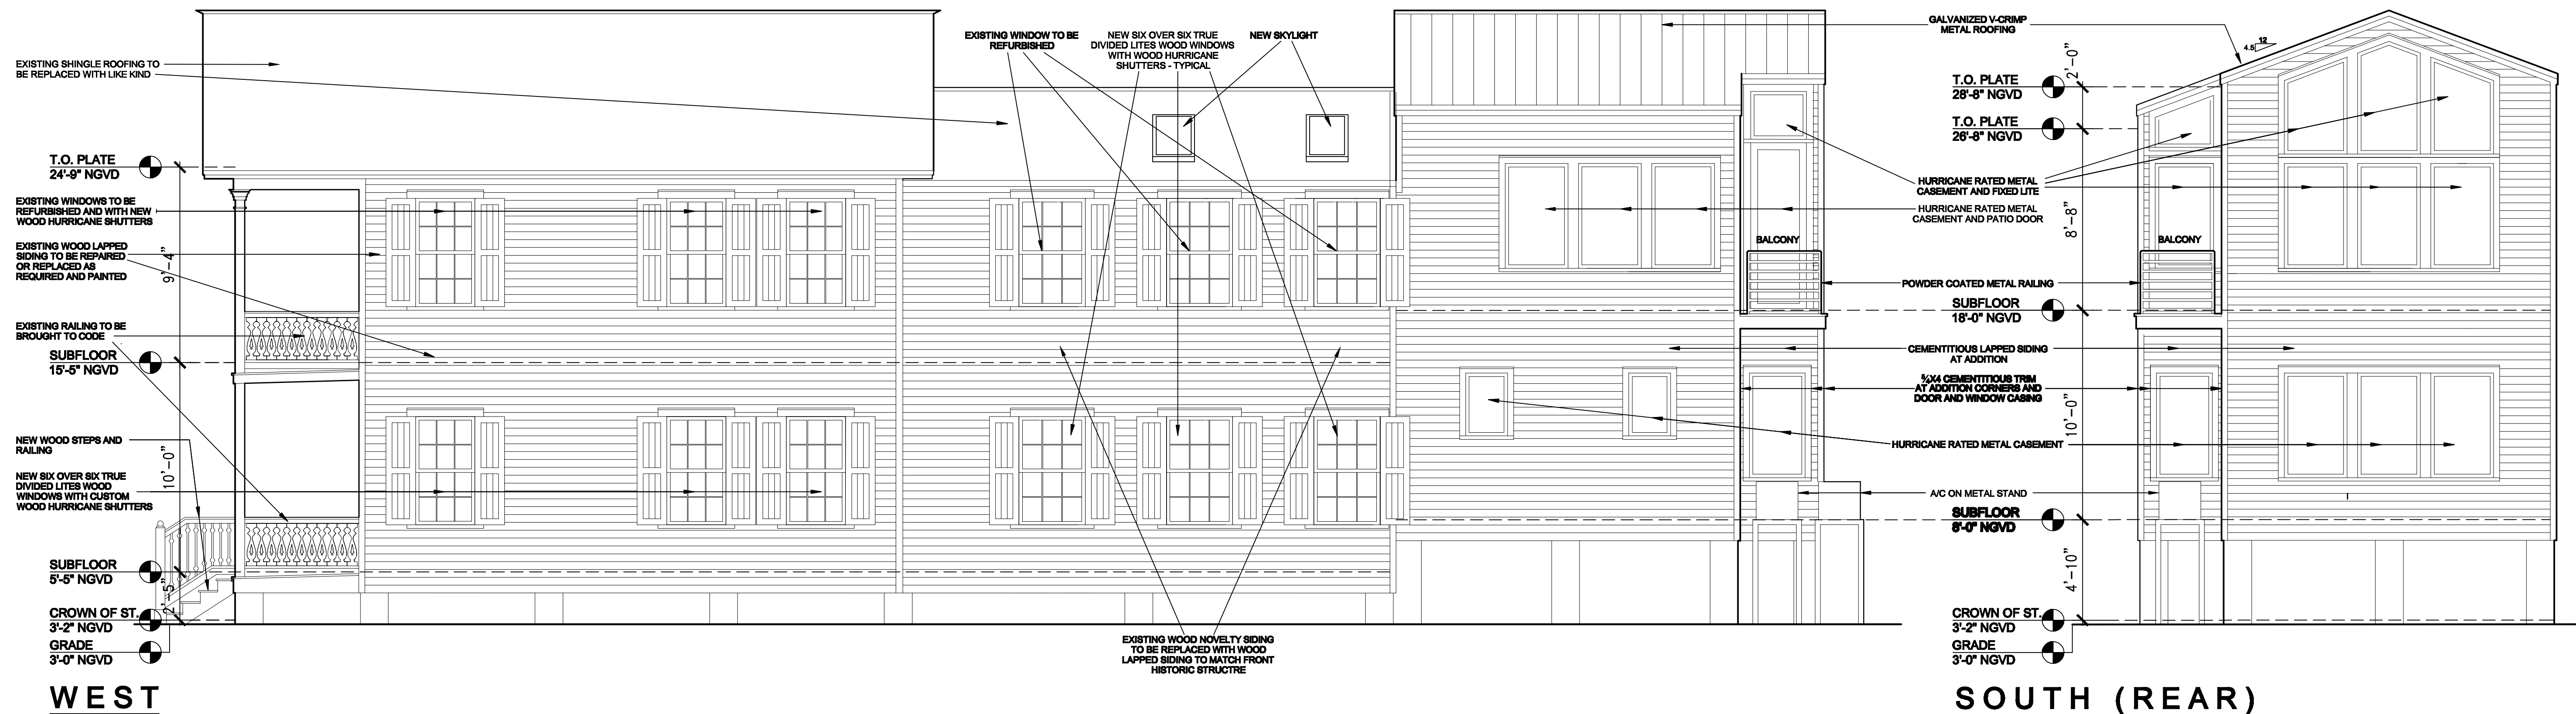 EXISTING SHINGLE ROOFING TO
BE REPLACED WITH LIKE KIND
T.O. PLATE
24'-9" NGVD
EXISTING WINDOWS TO BE
REFURBISHED AND WITH NEW
WOOD HURRICANE SHUTTERS
EXISTING WOOD LAPPED
SIDING TO BE REPAIRED
OR REPLACED AS
REQUIRED AND PAINTED
9'-4"
EXISTING RAILING TO BE
BROUGHT TO CODE
SUBFLOOR
15'-5" NGVD
NEW WOOD STEPS AND
RAILING
10'-0"
NEW SIX OVER SIX TRUE
DIVIDED LITES WOOD
WINDOWS WITH CUSTOM
WOOD HURRICANE SHUTTERS
SUBFLOOR
5'-5" NGVD
2'-5"
CROWN OF ST.
3'-2" NGVD
GRADE
3'-0" NGVD
WEST
EXISTING WINDOW TO BE
REFURBISHED
NEW SIX OVER SIX TRUE
DIVIDED LITES WOOD WINDOWS
WITH WOOD HURRICANE
SHUTTERS - TYPICAL
NEW SKYLIGHT
EXISTING WOOD NOVELTY SIDING
TO BE REPLACED WITH WOOD
LAPPED SIDING TO MATCH FRONT
HISTORIC STRUCTRE
BALCONY
GALVANIZED V-CRIMP
METAL ROOFING
12
4.5
2'-0"
T.O. PLATE
28'-8" NGVD
T.O. PLATE
26'-8" NGVD
HURRICANE RATED METAL
CASEMENT AND FIXED LITE
HURRICANE RATED METAL
CASEMENT AND PATIO DOOR
8'-8"
BALCONY
POWDER COATED METAL RAILING
SUBFLOOR
18'-0" NGVD
CEMENTITIOUS LAPPED SIDING
AT ADDITION
5/4X4 CEMENTITIOUS TRIM
AT ADDITION CORNERS AND
DOOR AND WINDOW CASING
10'-0"
HURRICANE RATED METAL CASEMENT
A/C ON METAL STAND
SUBFLOOR
8'-0" NGVD
4'-10"
CROWN OF ST.
3'-2" NGVD
GRADE
3'-0" NGVD
SOUTH (REAR)